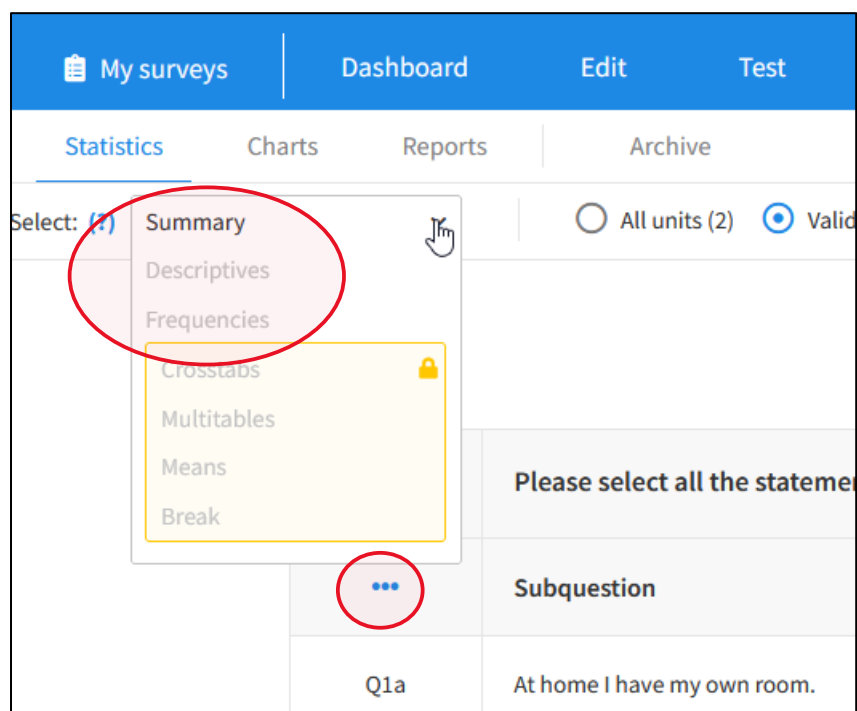 My surveys Dashboard Edit Test
Statistics Charts Reports Archive
Select: (?) Summary All units (2) Valid
Descriptives
Frequencies
Crosstabs
Multitables
Means
Break
Please select all the statemen
••• Subquestion
Q1a At home I have my own room.